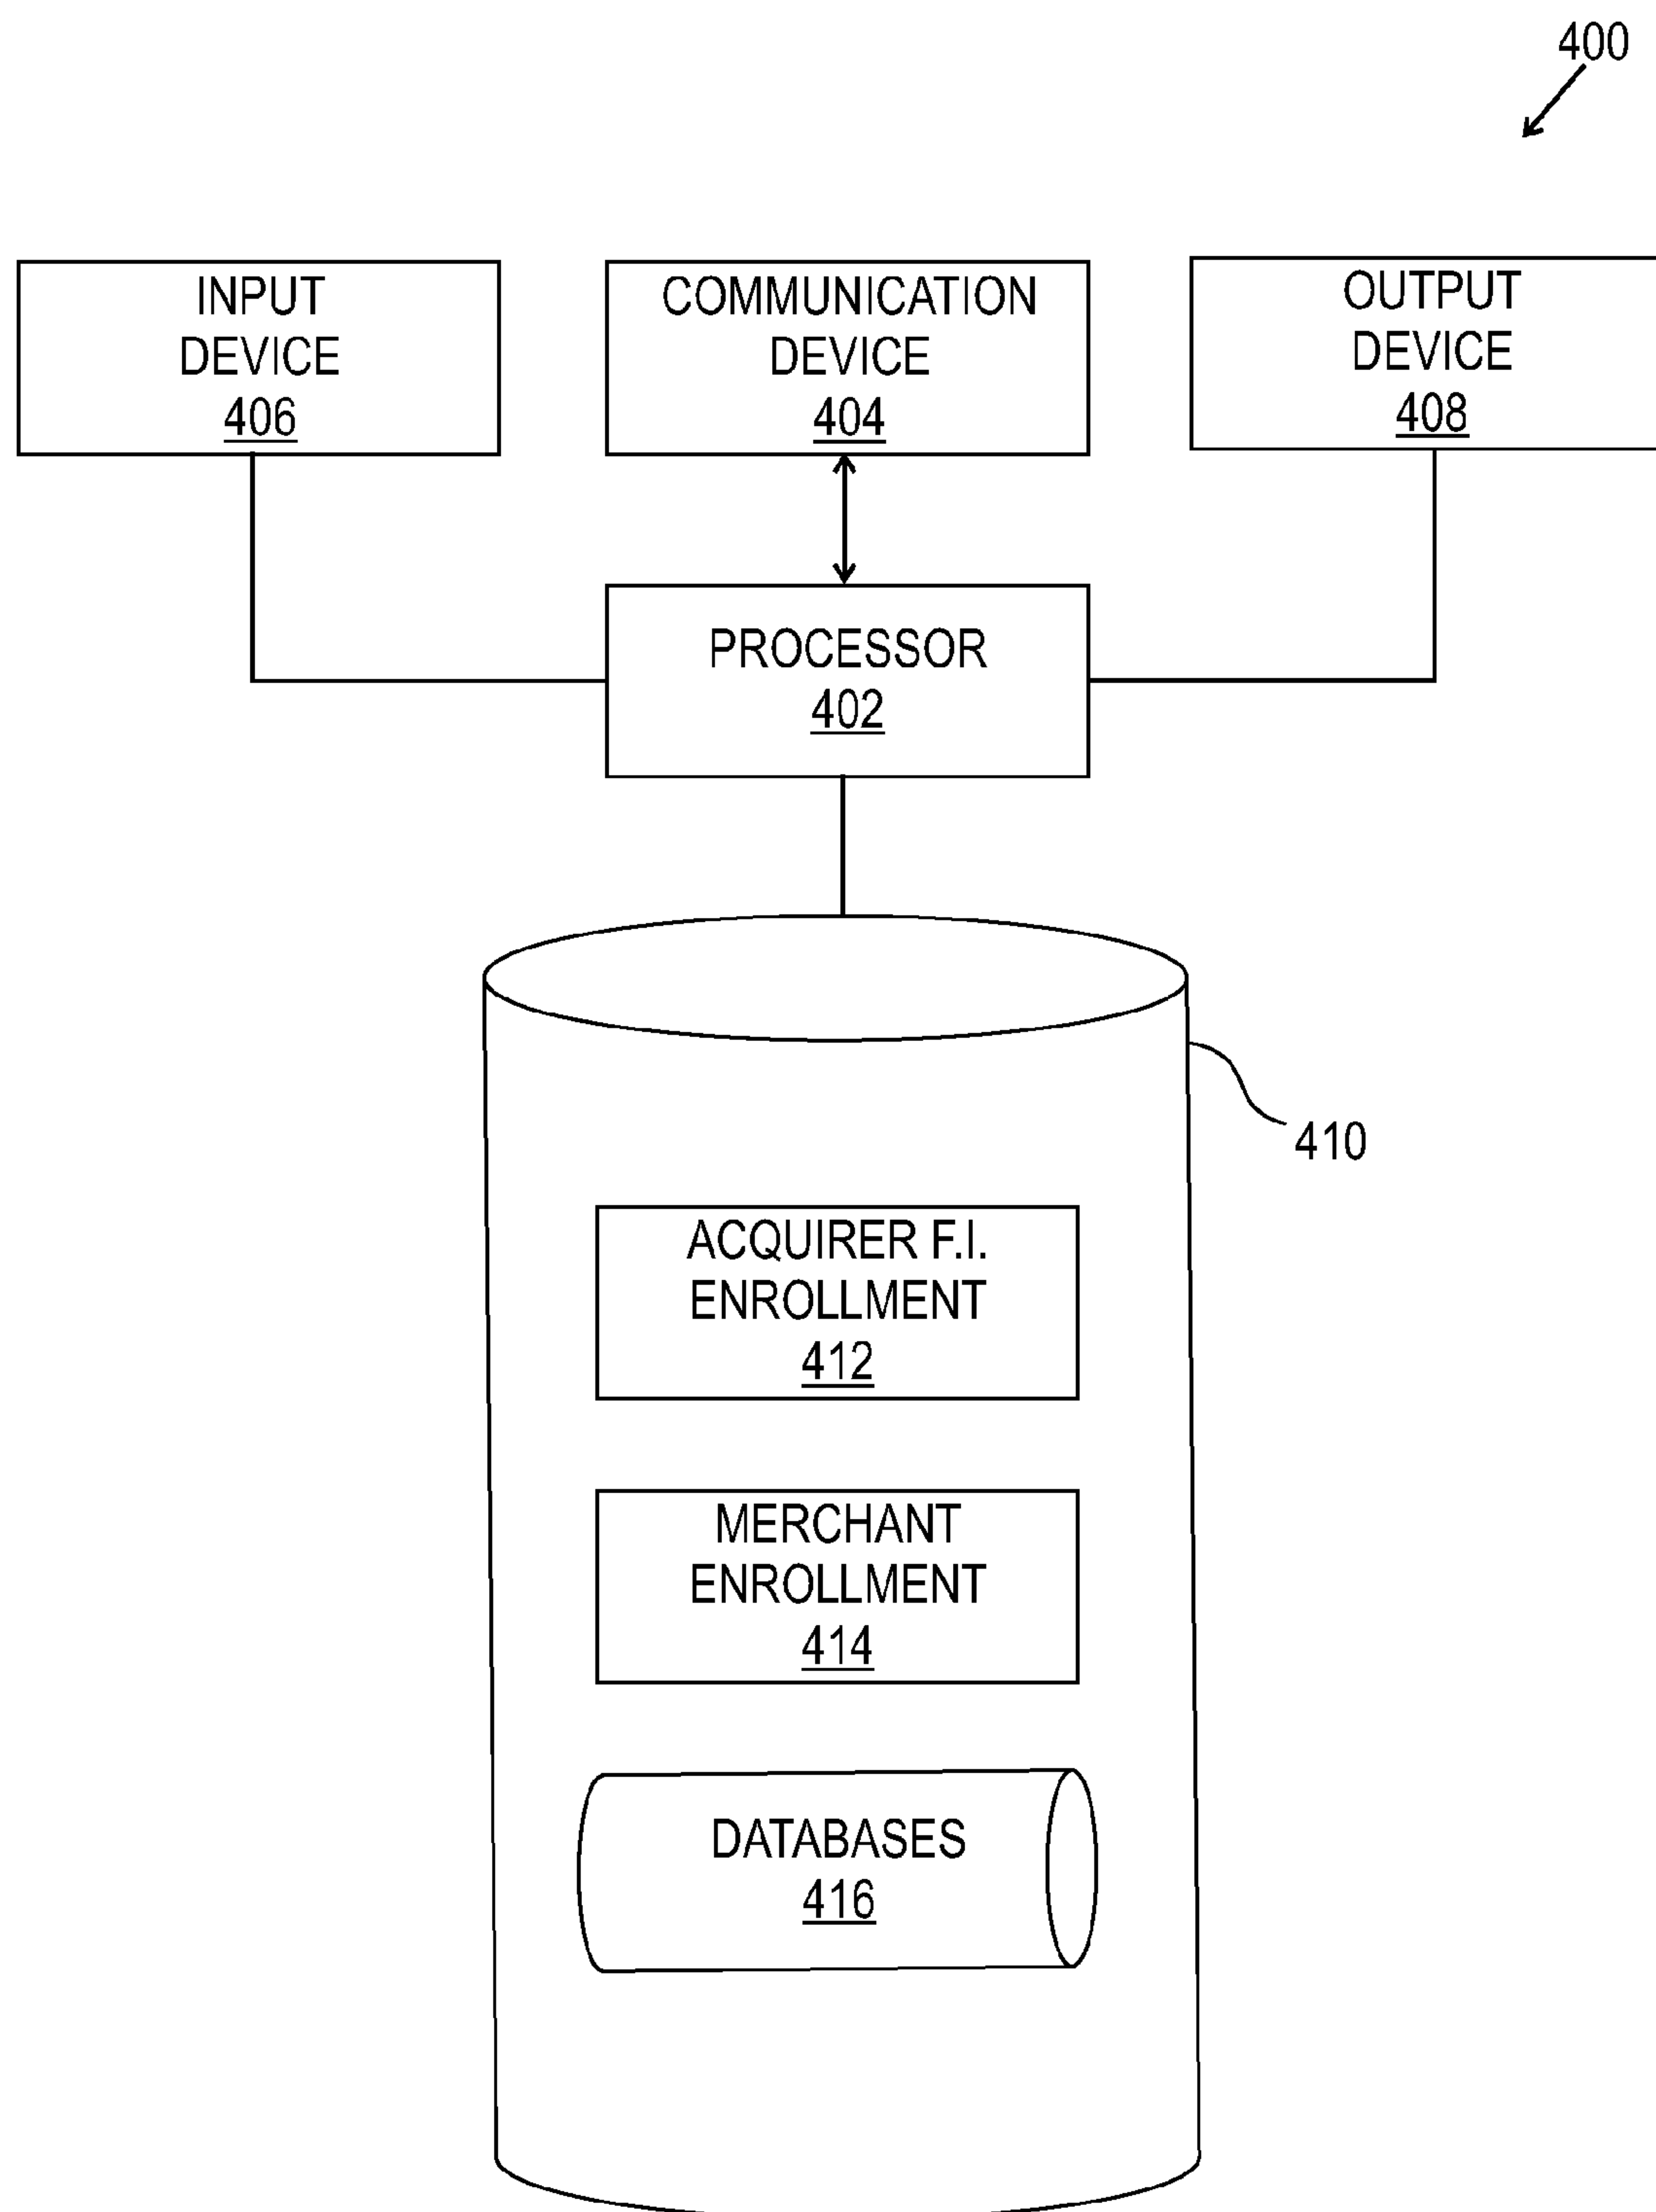 400
INPUT
DEVICE
406
COMMUNICATION
DEVICE
404
OUTPUT
DEVICE
408
PROCESSOR
402
410
ACQUIRER F.I.
ENROLLMENT
412
MERCHANT
ENROLLMENT
414
DATABASES
416